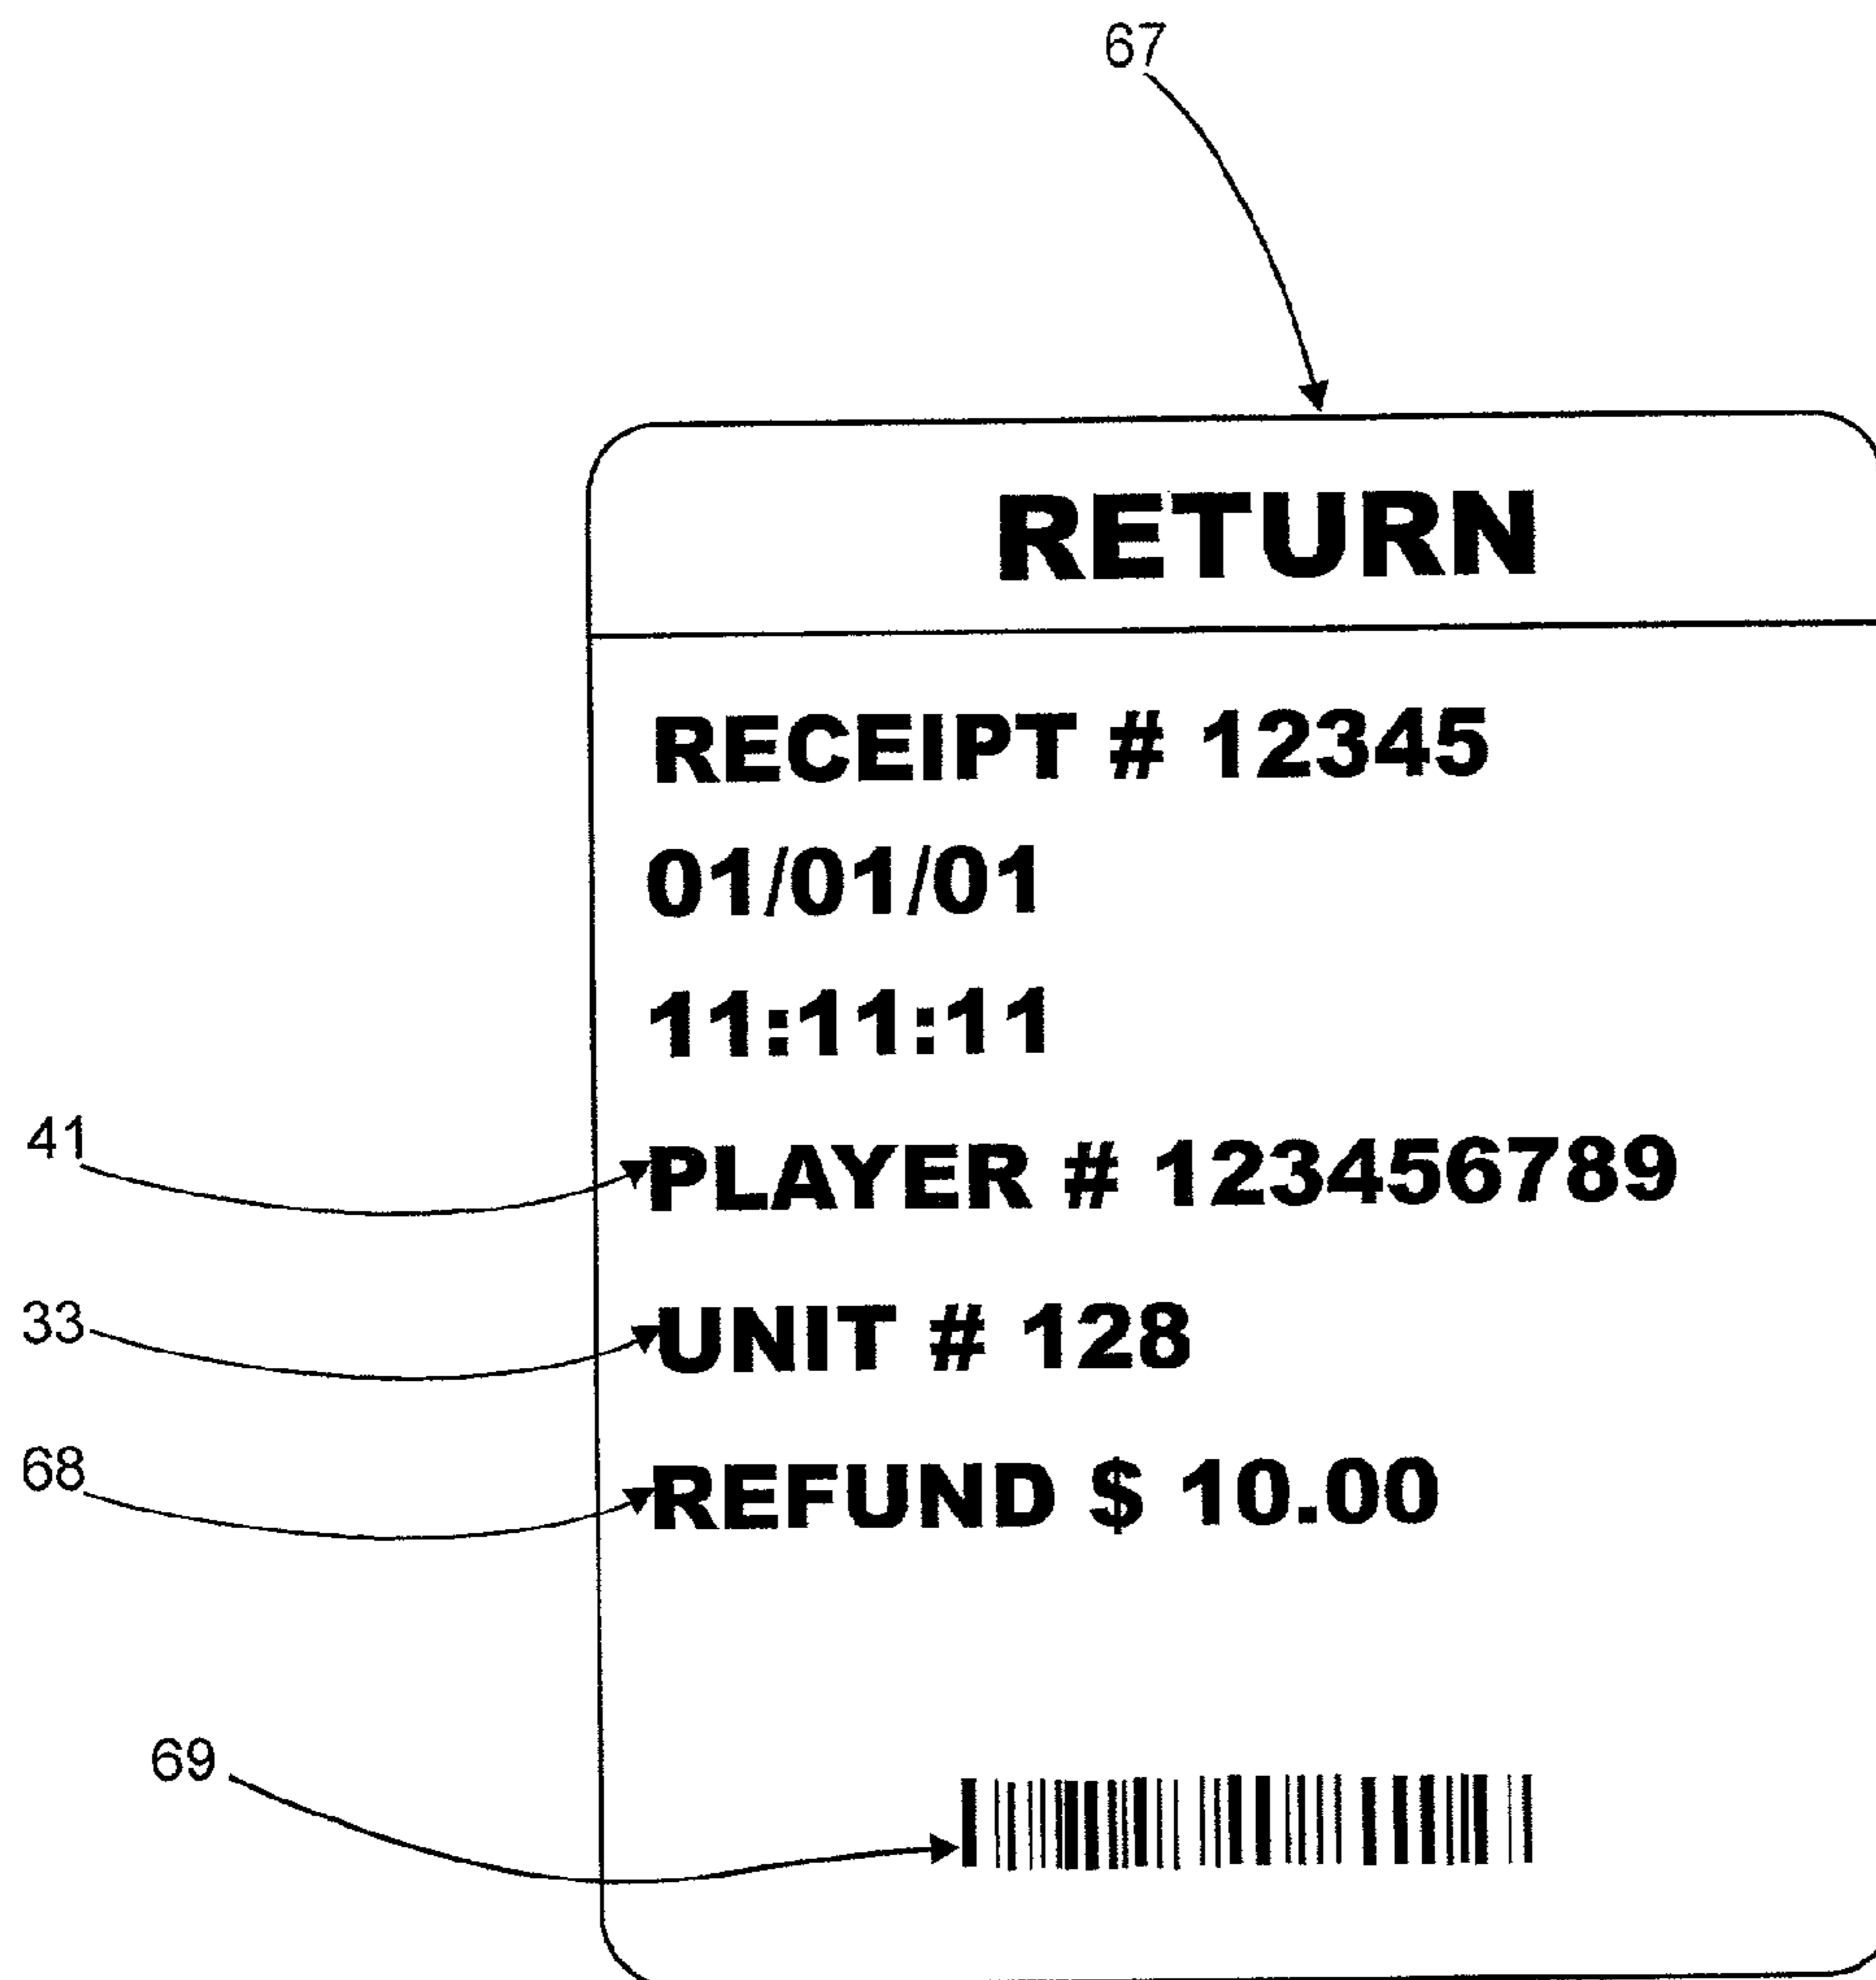 67
RETURN
RECEIPT # 12345
01/01/01
11:11:11
41 PLAYER # 123456789
33 UNIT # 128
68 REFUND $ 10.00
69